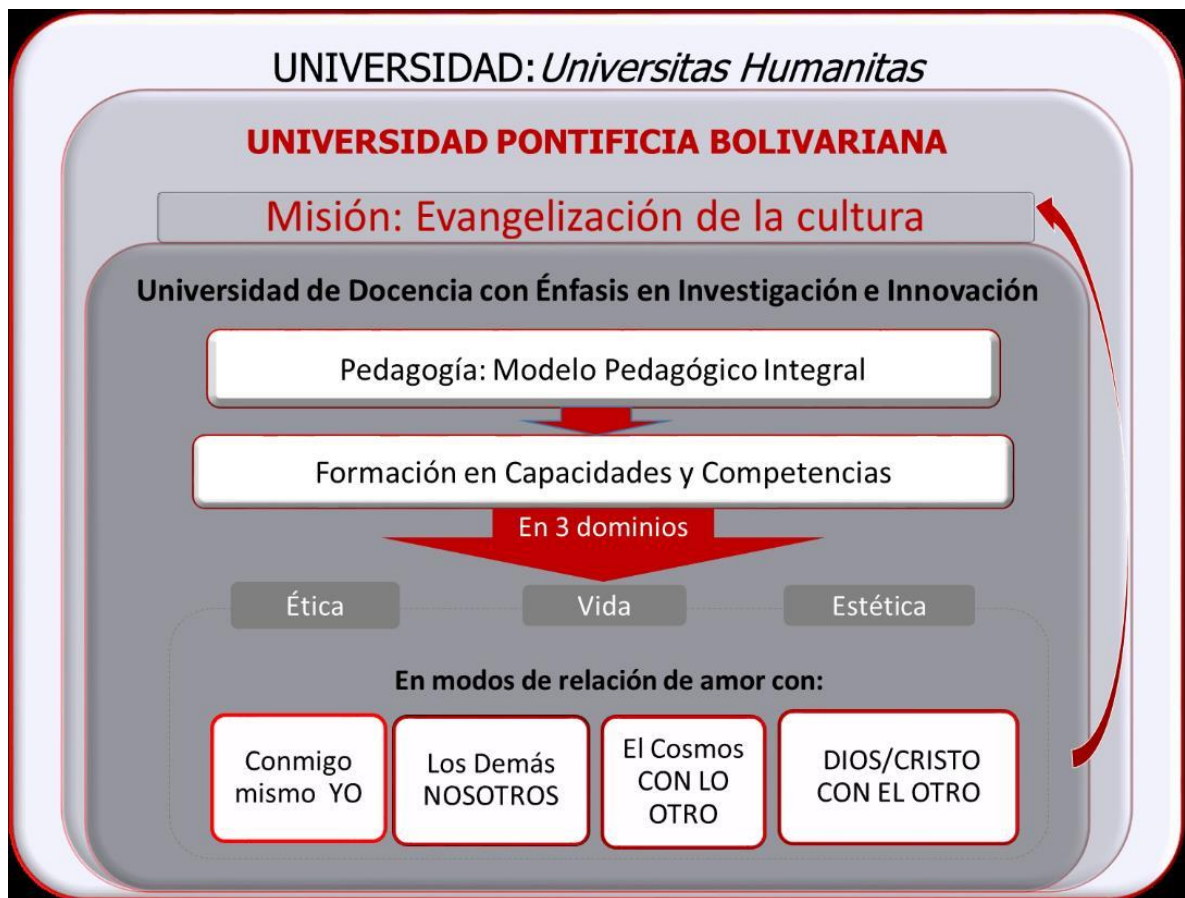 UNIVERSIDAD: Universitas Humanitas
UNIVERSIDAD PONTIFICIA BOLIVARIANA
Misión: Evangelización de la cultura
Universidad de Docencia con Énfasis en Investigación e Innovación
Pedagogía: Modelo Pedagógico Integral
Formación en Capacidades y Competencias
En 3 dominios
Ética
Vida
Estética
En modos de relación de amor con:
Conmigo
mismo YO
Los Demás
NOSOTROS
El Cosmos
CON LO
OTRO
DIOS/CRISTO
CON EL OTRO